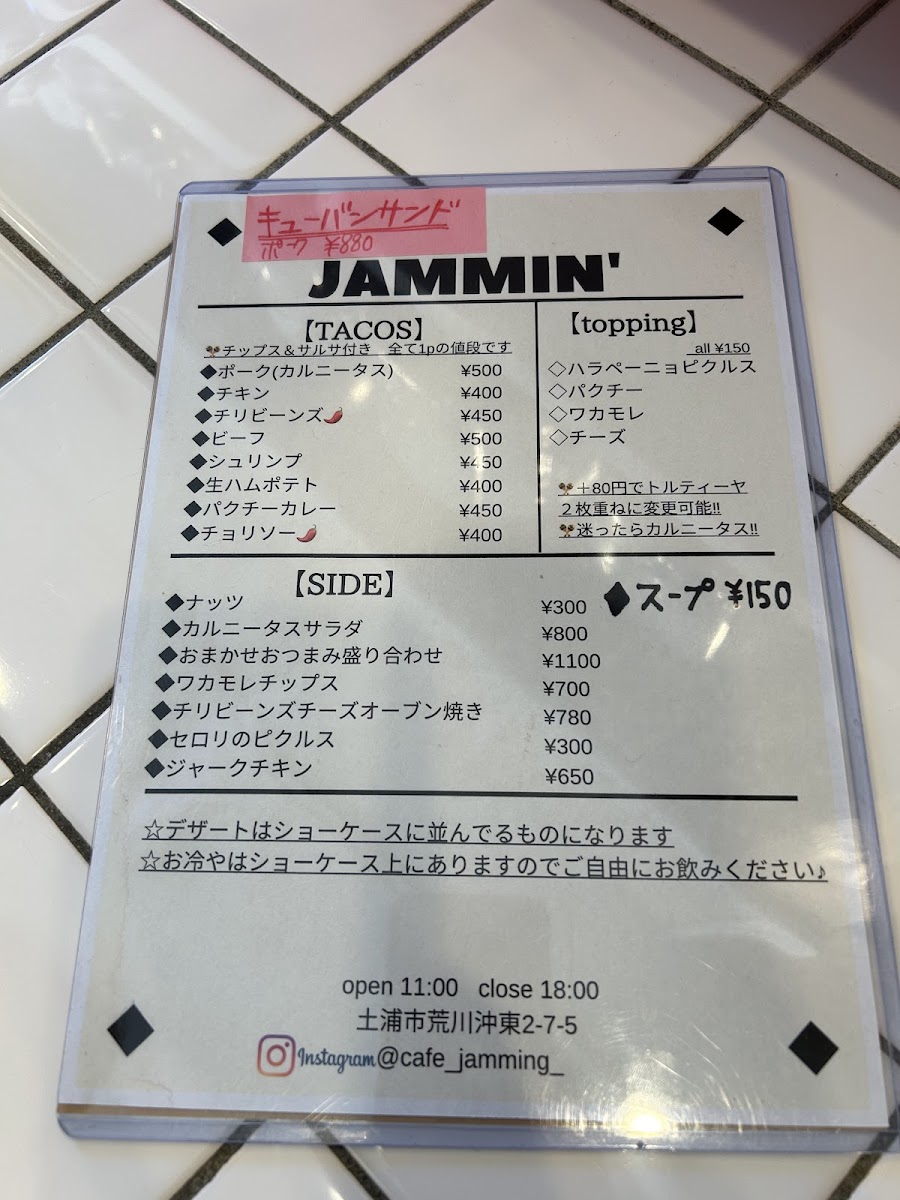 キューバンサンド
ポーク ¥880
JAMMIN'
【TACOS】
チップス＆サルサ付き 全て1pの値段です
◆ポーク(カルニータス) ¥500
◆チキン ¥400
◆チリビーンズ🌶️ ¥450
◆ビーフ ¥500
◆シュリンプ ¥450
◆生ハムポテト ¥400
◆パクチーカレー ¥450
◆チョリソー🌶️ ¥400
【topping】
all ¥150
◇ハラペーニョピクルス
◇パクチー
◇ワカモレ
◇チーズ
＋80円でトルティーヤ
２枚重ねに変更可能!!
迷ったらカルニータス!!
【SIDE】
◆ナッツ ¥300
◆カルニータスサラダ ¥800
◆おまかせおつまみ盛り合わせ ¥1100
◆ワカモレチップス ¥700
◆チリビーンズチーズオーブン焼き ¥780
◆セロリのピクルス ¥300
◆ジャークチキン ¥650
◆スープ ¥150
☆デザートはショーケースに並んでるものになります
☆お冷やはショーケース上にありますのでご自由にお飲みください♪
open 11:00 close 18:00
土浦市荒川沖東2-7-5
Instagram@cafe_jamming_